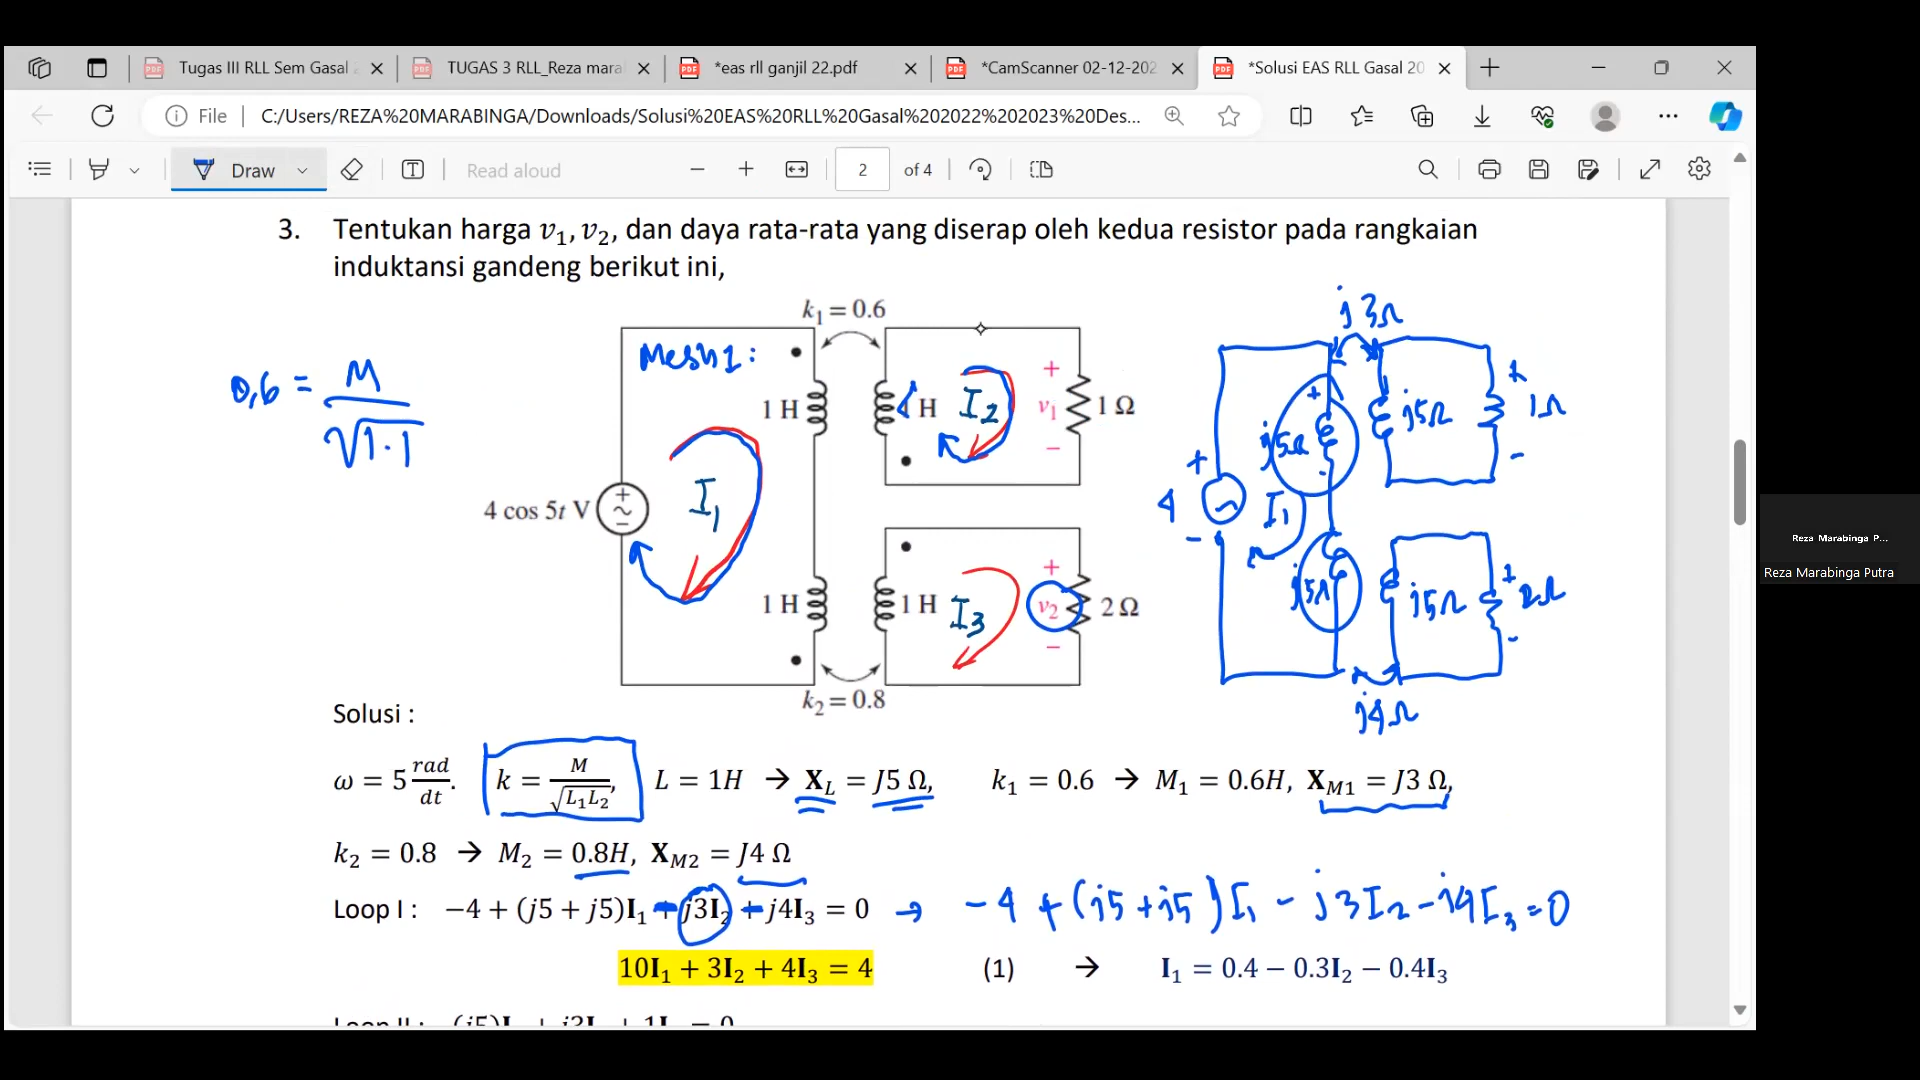 Tugas III RLL Sem Gasal
TUGAS 3 RLL_Reza mara
*eas rll ganjil 22.pdf
*CamScanner 02-12-202
*Solusi EAS RLL Gasal 20
File
C:/Users/REZA%20MARABINGA/Downloads/Solusi%20EAS%20RLL%20Gasal%202022%202023%20Des...
Draw
Read aloud
2 of 4
3. Tentukan harga v₁, v₂, dan daya rata-rata yang diserap oleh kedua resistor pada rangkaian
induktansi gandeng berikut ini,
k₁ = 0.6
j3Ω
Mesh1:
0,6 = M / √1·1
1 H
1 H
I₂
+
v₁
−
1 Ω
j5Ω
j5Ω
+
1Ω
-
I₁
4 cos 5t V
+
−
+
4
-
I₁
1 H
1 H
I₃
+
v₂
−
2 Ω
j5Ω
j5Ω
+
2Ω
-
k₂ = 0.8
j4Ω
Solusi :
ω = 5 rad/dt. k = M/√L₁L₂, L = 1H → X_L = J5 Ω, k₁ = 0.6 → M₁ = 0.6H, X_M1 = J3 Ω,
k₂ = 0.8 → M₂ = 0.8H, X_M2 = J4 Ω
Loop I : −4 + (j5 + j5)I₁ - j3I₂ - j4I₃ = 0 → -4 + (j5+j5)I₁ - j3I₂ - j4I₃ = 0
10I₁ + 3I₂ + 4I₃ = 4 (1) → I₁ = 0.4 − 0.3I₂ − 0.4I₃
Reza Marabinga P...
Reza Marabinga Putra